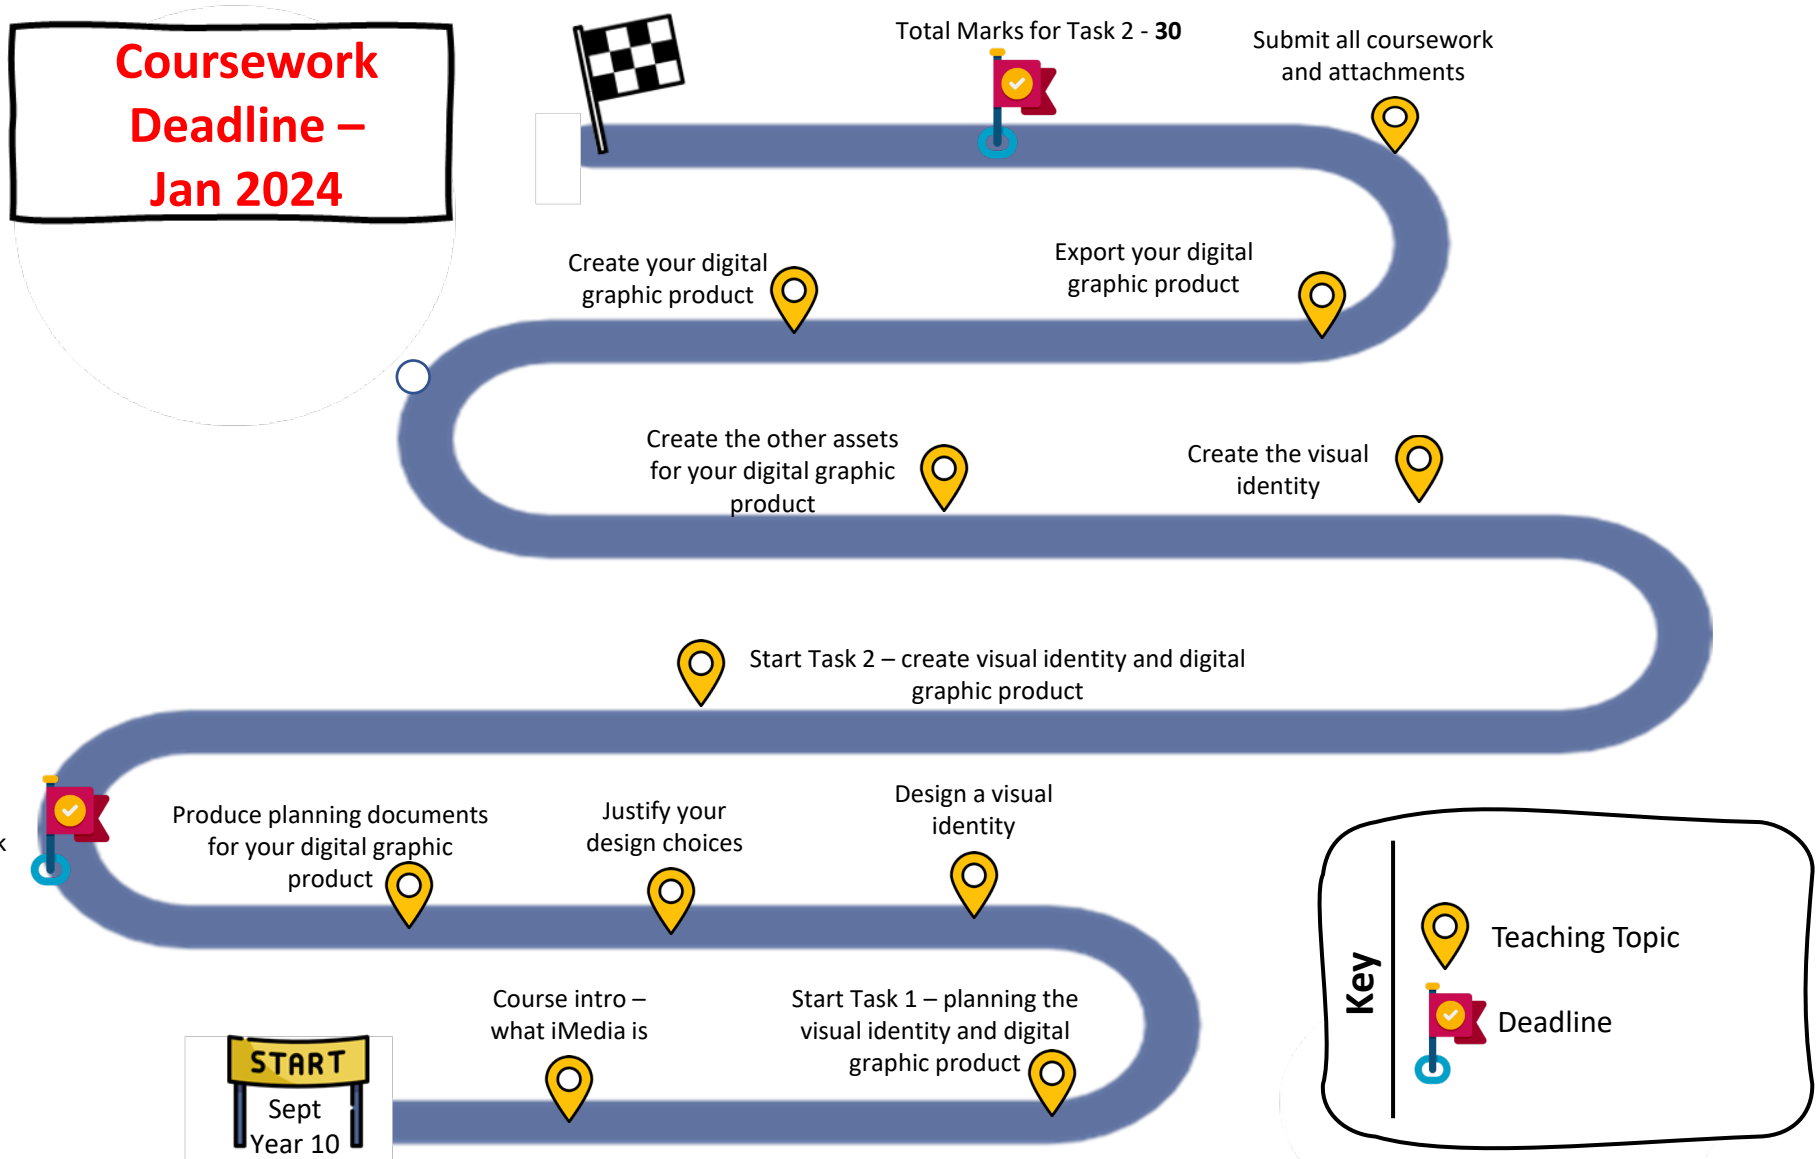 Coursework
Deadline –
Jan 2024
Total Marks for Task 2 - 30
Submit all coursework
and attachments
Create your digital
graphic product
Export your digital
graphic product
Create the other assets
for your digital graphic
product
Create the visual
identity
Start Task 2 – create visual identity and digital
graphic product
Produce planning documents
for your digital graphic
product
Justify your
design choices
Design a visual
identity
Course intro –
what iMedia is
Start Task 1 – planning the
visual identity and digital
graphic product
START
Sept
Year 10
Key
Teaching Topic
Deadline